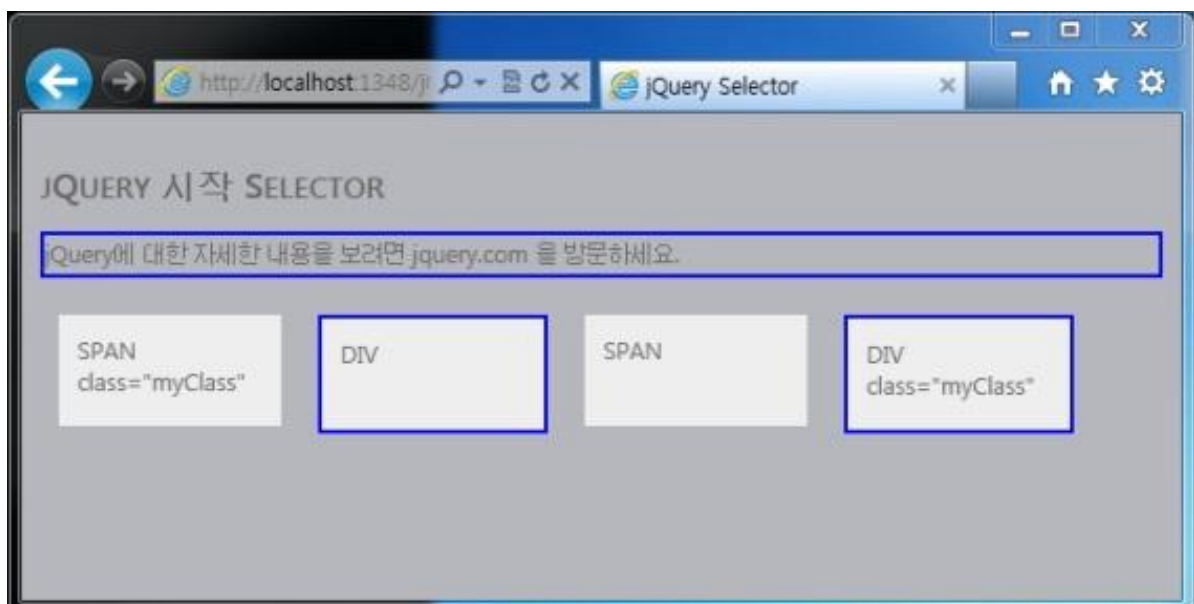 http://localhost:1348/j
jQuery Selector
JQUERY 시작 SELECTOR
jQuery에 대한 자세한 내용을 보려면 jquery.com 을 방문하세요.
SPAN
class="myClass"
DIV
SPAN
DIV
class="myClass"